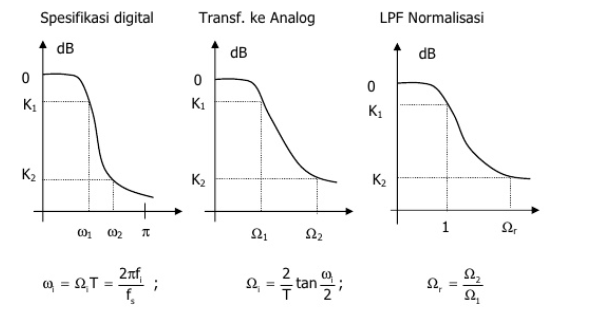 Spesifikasi digital
Transf. ke Analog
LPF Normalisasi
dB
0
K₁
K₂
ω₁ ω₂ π
dB
0
K₁
K₂
Ω₁ Ω₂
dB
0
K₁
K₂
1 Ωᵣ
ωᵢ = ΩᵢT = 2πfᵢ / fₛ ;
Ωᵢ = 2/T tan ωᵢ/2 ;
Ωᵣ = Ω₂ / Ω₁